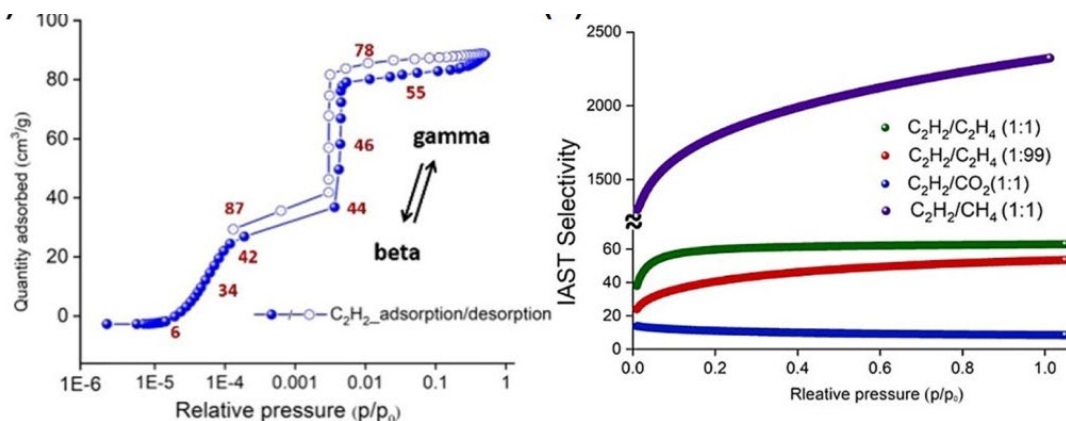 100
80
60
40
20
0
1E-6
1E-5
1E-4
0.001
0.01
0.1
1
Quantity adsorbed (cm³/g)
Relative pressure (p/p₀)
78
55
46
gamma
44
87
beta
42
34
6
C₂H₂_adsorption/desorption
2500
2000
1500
60
40
20
0
0.0
0.2
0.4
0.6
0.8
1.0
IAST Selectivity
Rleative pressure (p/p₀)
C₂H₂/C₂H₄ (1:1)
C₂H₂/C₂H₄ (1:99)
C₂H₂/CO₂(1:1)
C₂H₂/CH₄ (1:1)